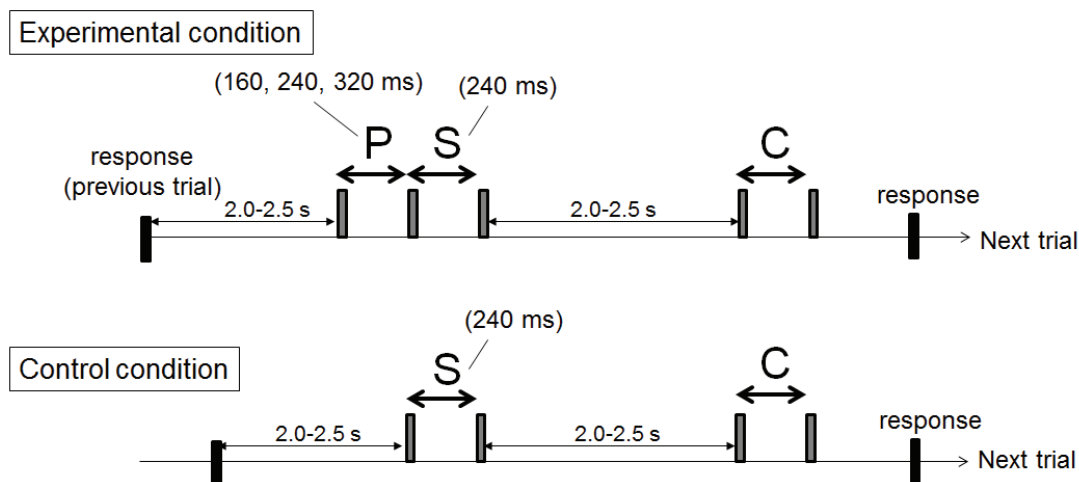 Experimental condition
(160, 240, 320 ms)
(240 ms)
P
S
C
response
(previous trial)
2.0-2.5 s
2.0-2.5 s
response
Next trial
(240 ms)
Control condition
S
C
2.0-2.5 s
2.0-2.5 s
response
Next trial